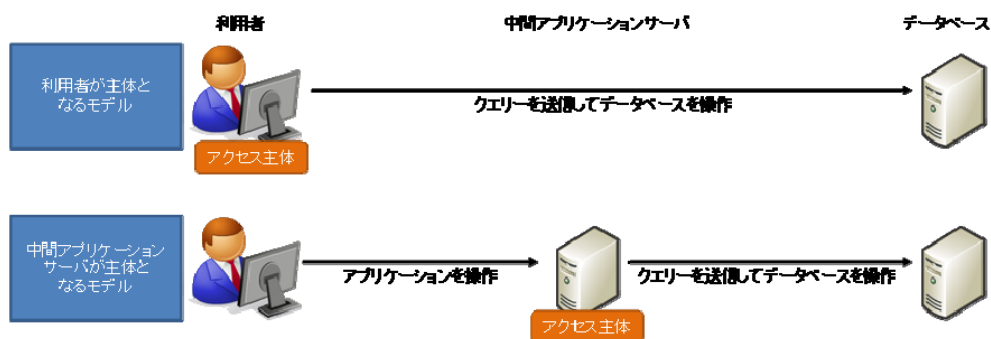 利用者
中間アプリケーションサーバ
データベース
利用者が主体と
なるモデル
クエリーを送信してデータベースを操作
アクセス主体
中間アプリケーション
サーバが主体と
なるモデル
アプリケーションを操作
クエリーを送信してデータベースを操作
アクセス主体